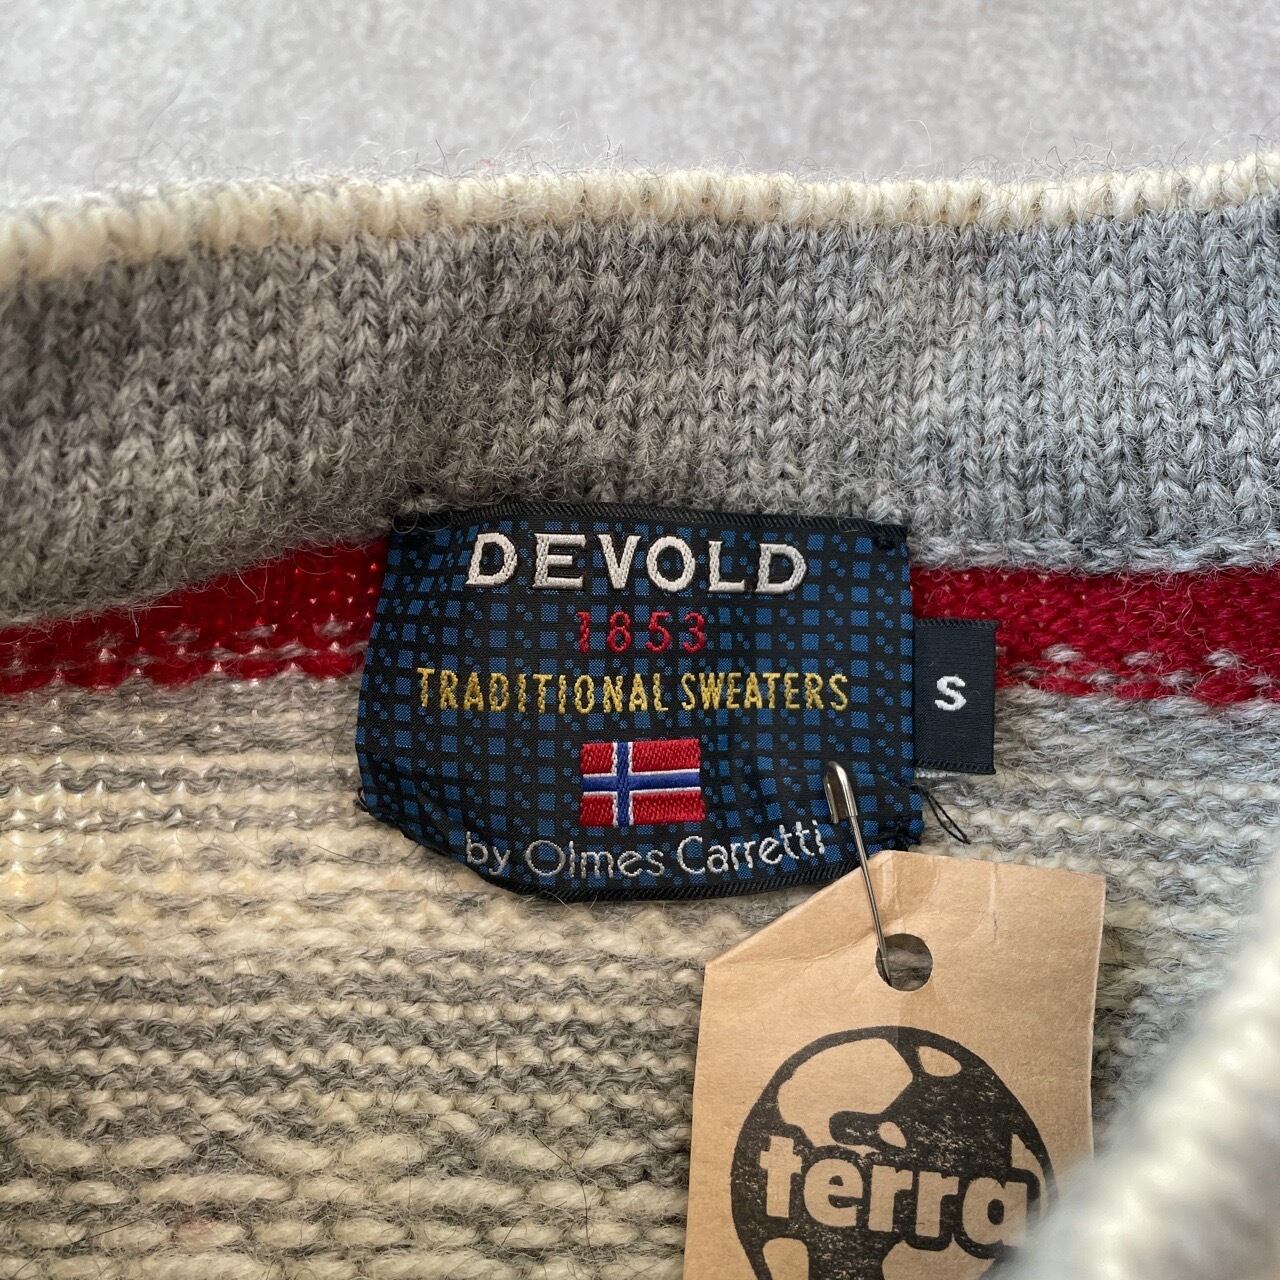 DEVOLD
1853
TRADITIONAL SWEATERS
by Olmes Carretti
S
terra